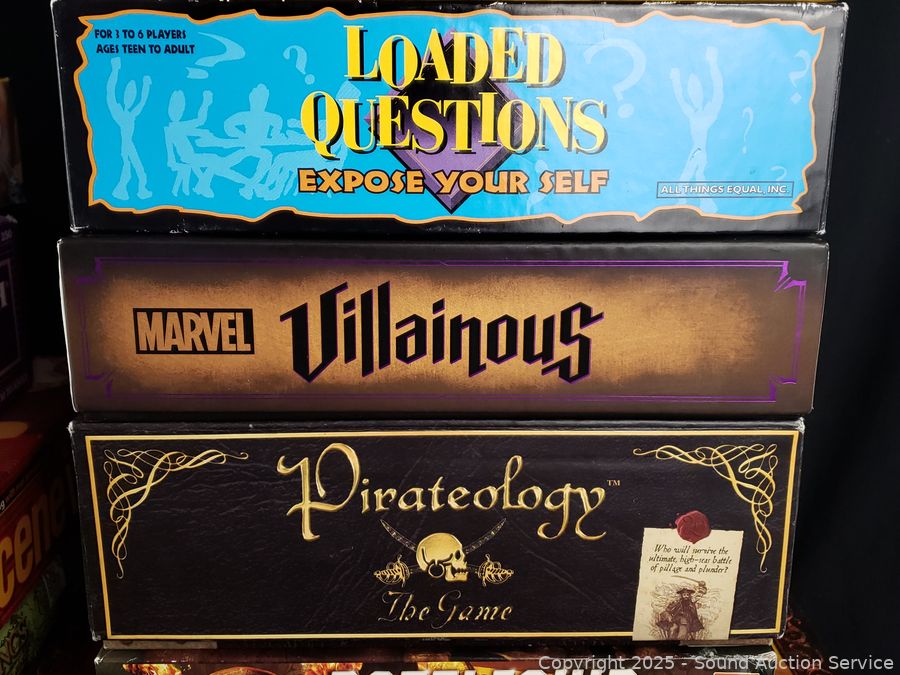 FOR 3 TO 6 PLAYERS
AGES TEEN TO ADULT
LOADED
QUESTIONS
EXPOSE YOUR SELF
ALL THINGS EQUAL, INC.
MARVEL
Villainous
Pirateology™
The Game
Who will survive the
ultimate, high-seas battle
of pillage and plunder?
Copyright 2025 - Sound Auction Service